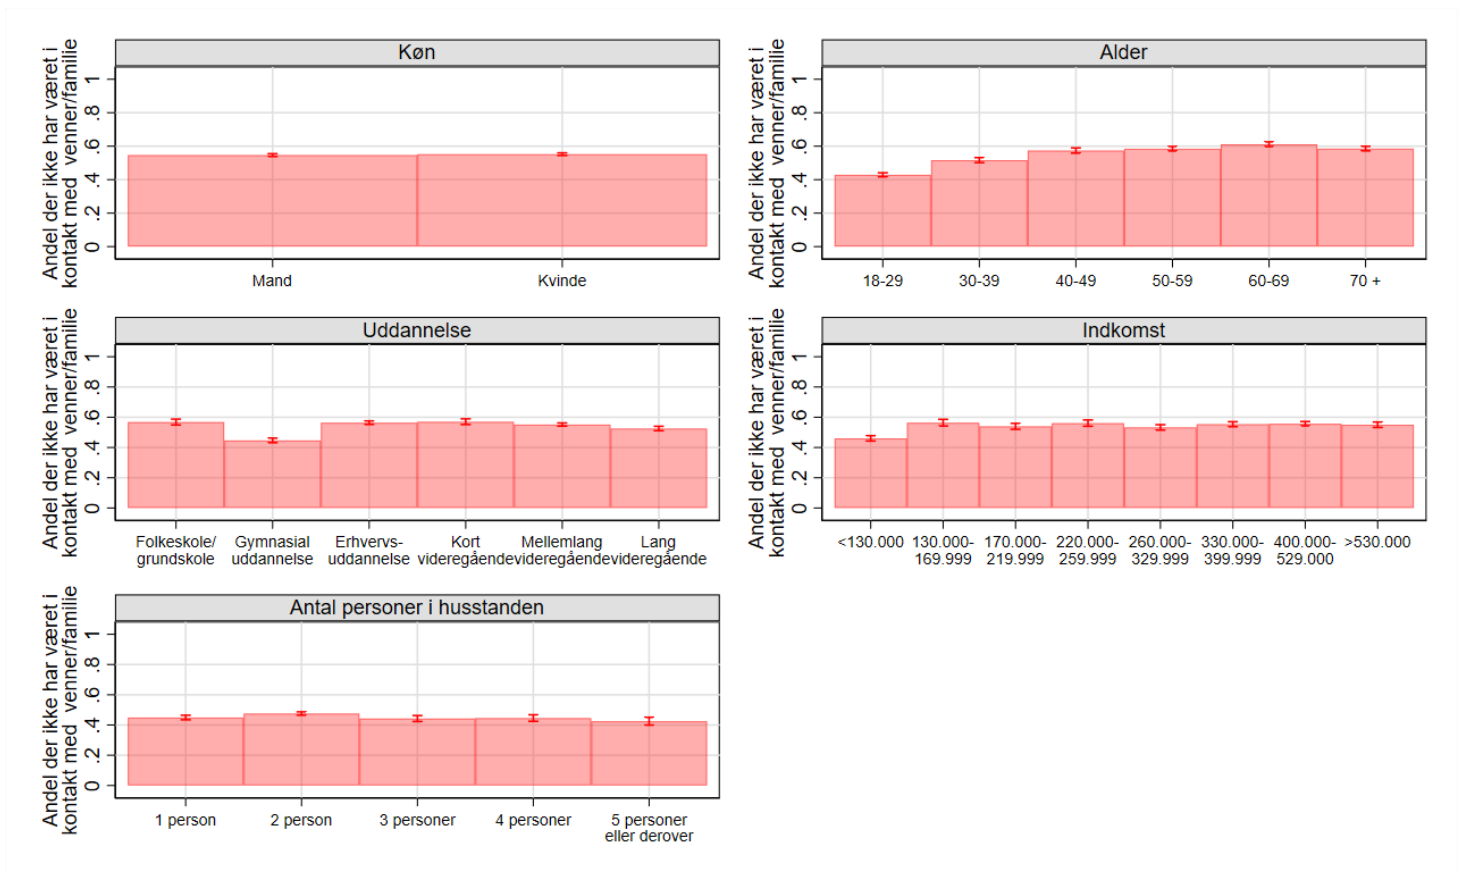 Køn
Andel der ikke har været i
kontakt med venner/familie
1
.8
.6
.4
.2
0
Mand
Kvinde
Alder
Andel der ikke har været i
kontakt med venner/familie
1
.8
.6
.4
.2
0
18-29
30-39
40-49
50-59
60-69
70 +
Uddannelse
Andel der ikke har været i
kontakt med venner/familie
1
.8
.6
.4
.2
0
Folkeskole/
grundskole
Gymnasial
uddannelse
Erhvervs-
uddannelse
Kort
videregående
Mellemlang
videregående
Lang
videregående
Indkomst
Andel der ikke har været i
kontakt med venner/familie
1
.8
.6
.4
.2
0
<130.000
130.000-
169.999
170.000-
219.999
220.000-
259.999
260.000-
329.999
330.000-
399.999
400.000-
529.000
>530.000
Antal personer i husstanden
Andel der ikke har været i
kontakt med venner/familie
1
.8
.6
.4
.2
0
1 person
2 person
3 personer
4 personer
5 personer
eller derover